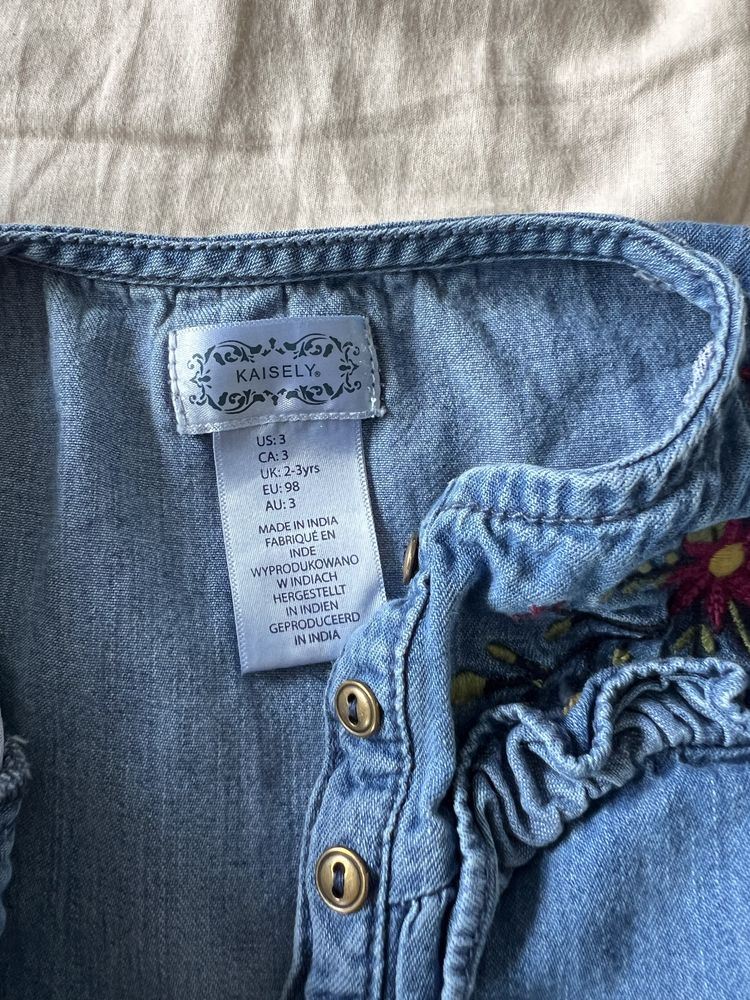 KAISELY®
US: 3
CA: 3
UK: 2-3yrs
EU: 98
AU: 3
MADE IN INDIA
FABRIQUÉ EN
INDE
WYPRODUKOWANO
W INDIACH
HERGESTELLT
IN INDIEN
GEPRODUCEERD
IN INDIA